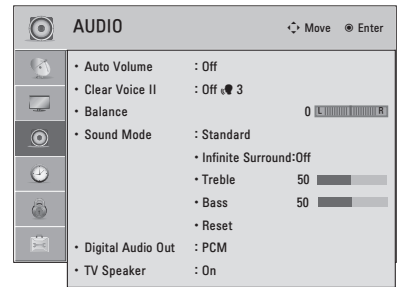 AUDIO Move Enter
• Auto Volume : Off
• Clear Voice II : Off 3
• Balance 0 L R
• Sound Mode : Standard
• Infinite Surround:Off
• Treble 50
• Bass 50
• Reset
• Digital Audio Out : PCM
• TV Speaker : On